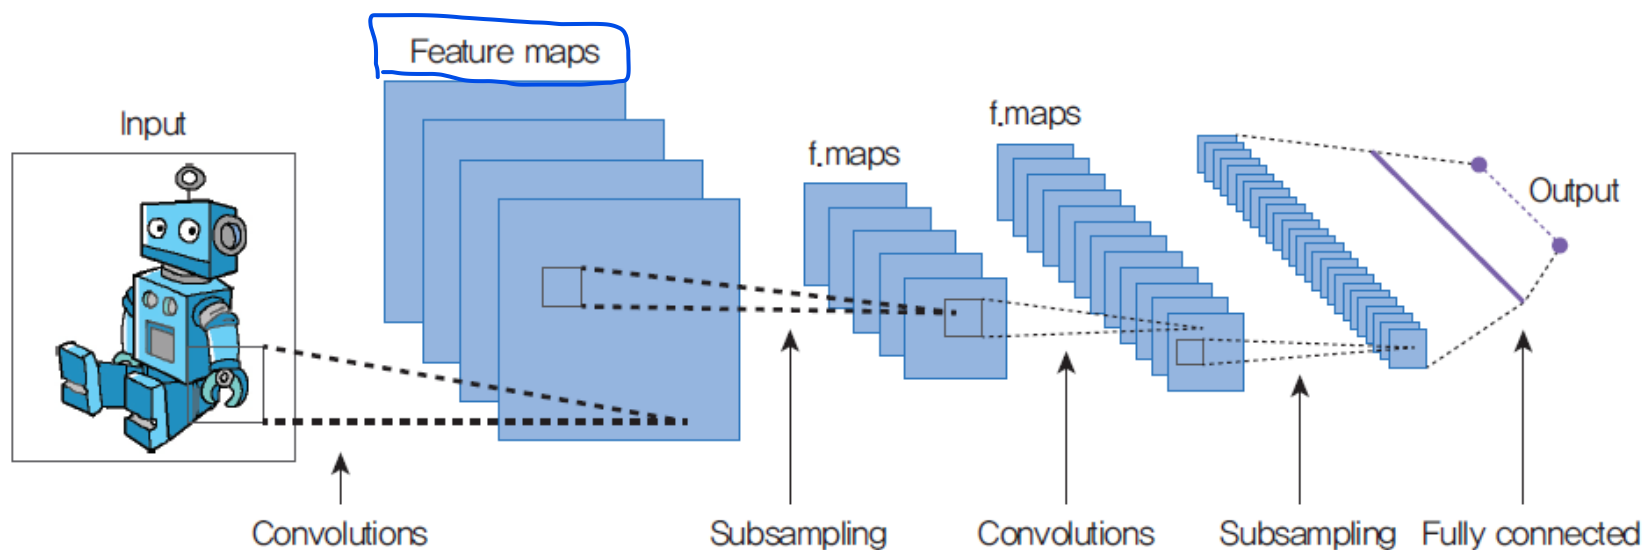 Feature maps
Input
f.maps
f.maps
Output
Convolutions
Subsampling
Convolutions
Subsampling
Fully connected